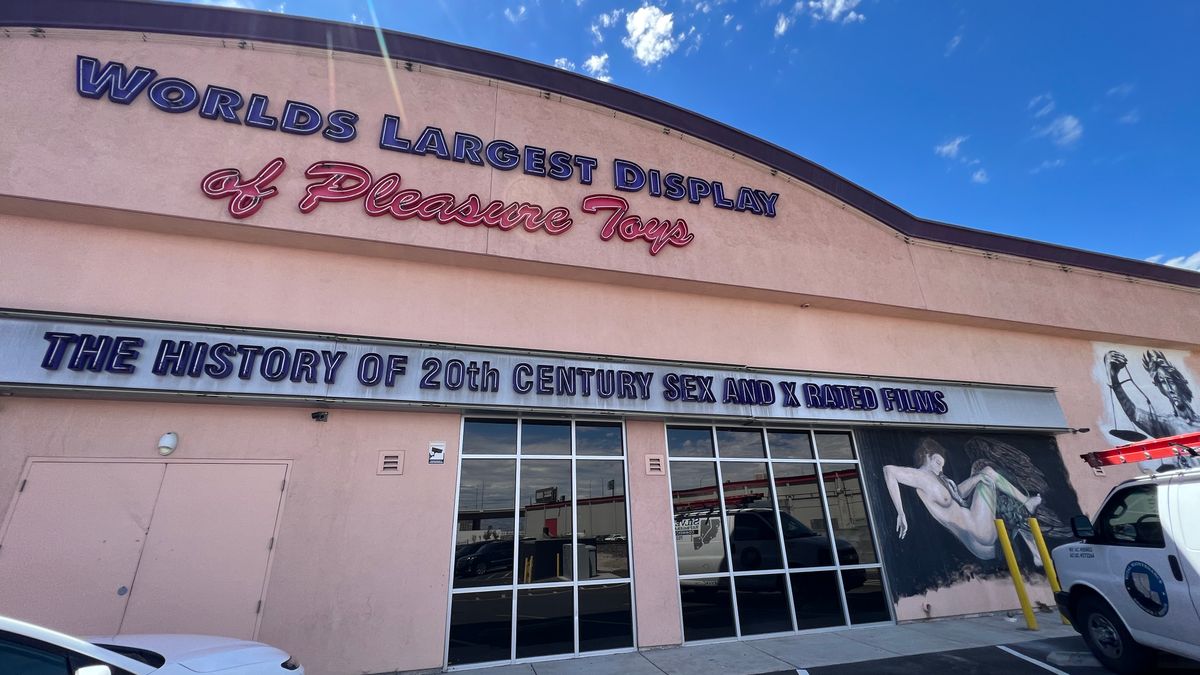 WORLDS LARGEST DISPLAY
of Pleasure Toys
THE HISTORY OF 20th CENTURY SEX AND X RATED FILMS